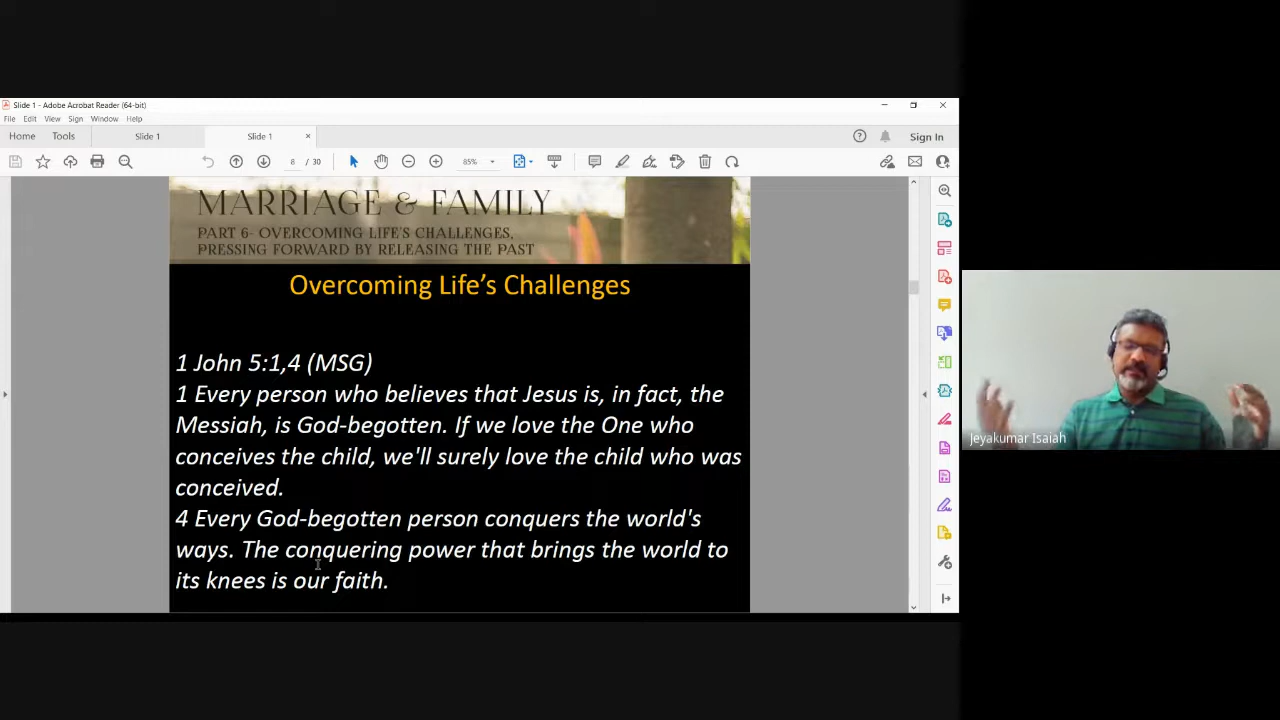 Slide 1 - Adobe Acrobat Reader (64-bit)
File Edit View Sign Window Help
Home Tools Slide 1 Slide 1 × Sign In
8 / 30 85%
MARRIAGE & FAMILY
PART 6- OVERCOMING LIFE'S CHALLENGES,
PRESSING FORWARD BY RELEASING THE PAST
Overcoming Life's Challenges
1 John 5:1,4 (MSG)
1 Every person who believes that Jesus is, in fact, the
Messiah, is God-begotten. If we love the One who
conceives the child, we'll surely love the child who was
conceived.
4 Every God-begotten person conquers the world's
ways. The conquering power that brings the world to
its knees is our faith.
Jeyakumar Isaiah